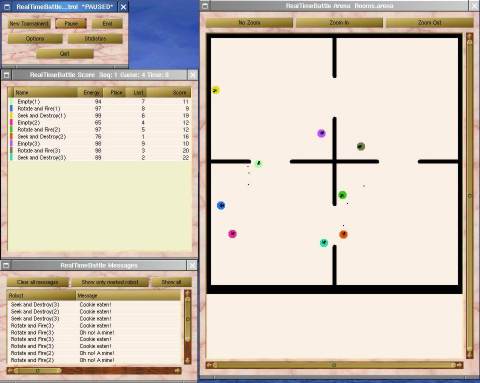 RealTimeBattle ...trol *PAUSED*
New Tournament Pause End
Options Statistics
Quit
RealTimeBattle Score Seq: 1 Game: 4 Time: 8
Name Energy Place Last Score
Empty(1) 94 7 11
Rotate and Fire(1) 97 8 9
Seek and Destroy(1) 99 6 19
Empty(2) 65 4 12
Rotate and Fire(2) 97 5 12
Seek and Destroy(2) 76 1 16
Empty(3) 98 9 10
Rotate and Fire(3) 98 3 20
Seek and Destroy(3) 89 2 22
RealTimeBattle Messages
Clear all messages Show only marked robot Show all
Robot Message
Seek and Destroy(3) Cookie eaten!
Seek and Destroy(2) Cookie eaten!
Seek and Destroy(3) Cookie eaten!
Rotate and Fire(3) Cookie eaten!
Rotate and Fire(3) Oh no! A mine!
Rotate and Fire(3) Cookie eaten!
Rotate and Fire(3) Cookie eaten!
Rotate and Fire(2) Oh no! A mine!
Rotate and Fire(2) Oh no! A mine!
RealTimeBattle Arena Rooms.arena
No Zoom Zoom In Zoom Out